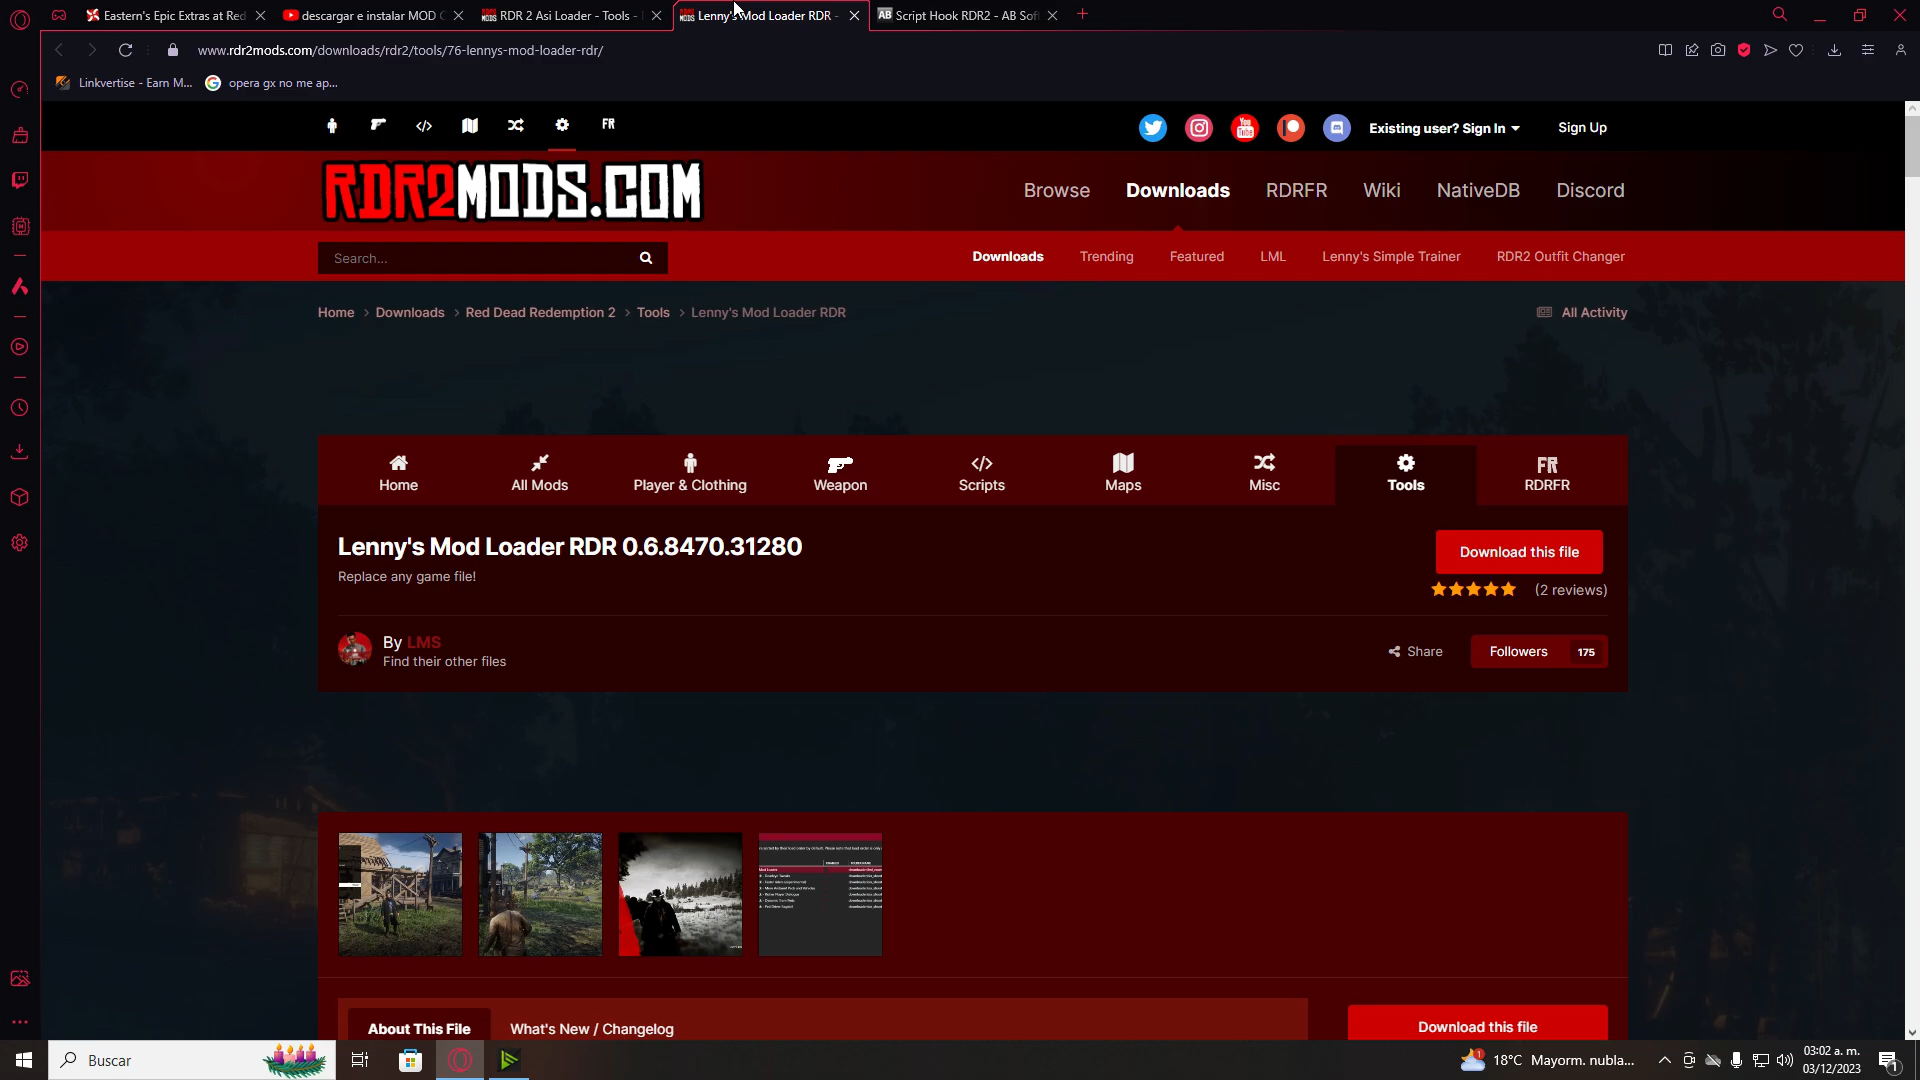 Eastern's Epic Extras at Red
descargar e instalar MOD
RDR 2 Asi Loader - Tools -
Lenny's Mod Loader RDR -
AB Script Hook RDR2 - AB Sof
www.rdr2mods.com/downloads/rdr2/tools/76-lennys-mod-loader-rdr/
Linkvertise - Earn M...
opera gx no me ap...
FR
You Tube
Existing user? Sign In
Sign Up
RDR2MODS.COM
Browse
Downloads
RDRFR
Wiki
NativeDB
Discord
Search...
Downloads
Trending
Featured
LML
Lenny's Simple Trainer
RDR2 Outfit Changer
Home > Downloads > Red Dead Redemption 2 > Tools > Lenny's Mod Loader RDR
All Activity
Home
All Mods
Player & Clothing
Weapon
Scripts
Maps
Misc
Tools
FR
RDRFR
Lenny's Mod Loader RDR 0.6.8470.31280
Download this file
Replace any game file!
(2 reviews)
By LMS
Find their other files
Share
Followers 175
About This File
What's New / Changelog
Download this file
Buscar
1
18°C Mayorm. nubla...
03:02 a. m.
03/12/2023
1